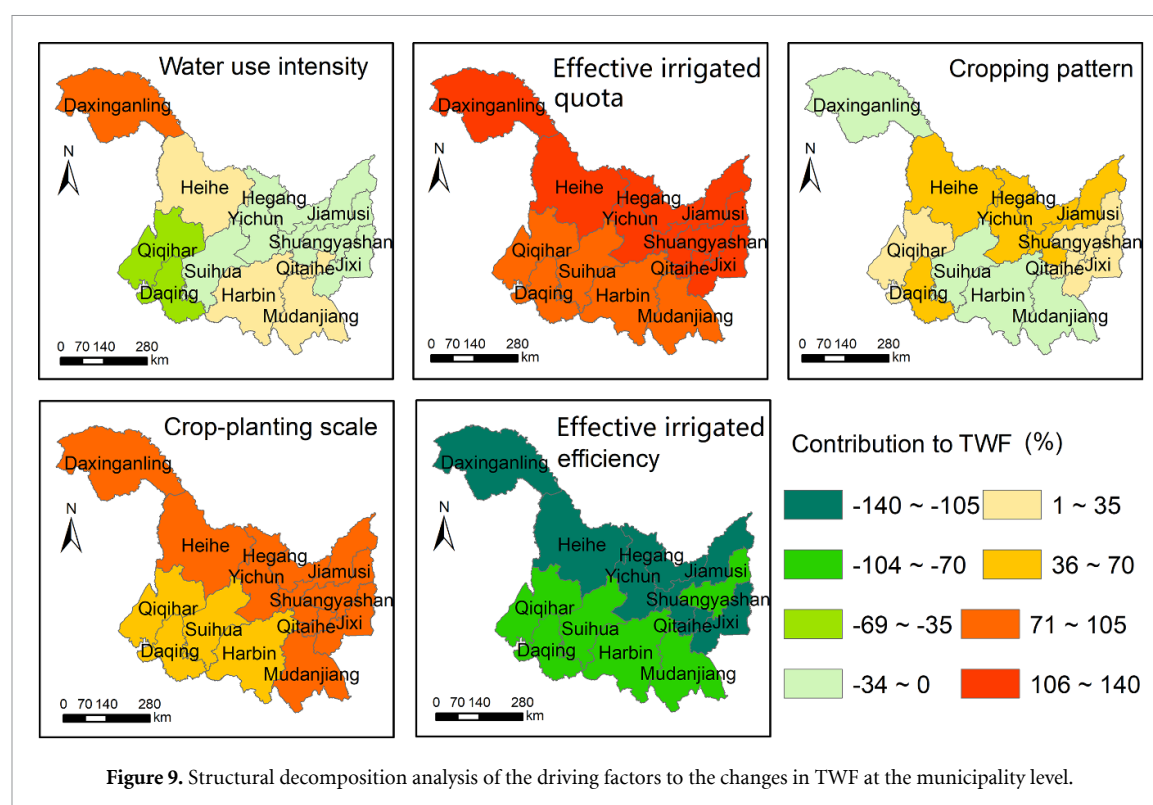 Water use intensity
Daxinganling
N
Heihe
Hegang
Yichun
Jiamusi
Qiqihar
Shuangyashan
Suihua
Qitaihe
Jixi
Daqing
Harbin
Mudanjiang
0 70 140 280
km
Effective irrigated
quota
Daxinganling
N
Heihe
Hegang
Yichun
Jiamusi
Qiqihar
Shuangyashan
Suihua
Qitaihe
Jixi
Daqing
Harbin
Mudanjiang
0 70 140 280
km
Cropping pattern
Daxinganling
N
Heihe
Hegang
Yichun
Jiamusi
Qiqihar
Shuangyashan
Suihua
Qitaihe
Jixi
Daqing
Harbin
Mudanjiang
0 70 140 280
km
Crop-planting scale
Daxinganling
N
Heihe
Hegang
Yichun
Jiamusi
Qiqihar
Shuangyashan
Suihua
Qitaihe
Jixi
Daqing
Harbin
Mudanjiang
0 70 140 280
km
Effective irrigated
efficiency
Daxinganling
N
Heihe
Hegang
Yichun
Jiamusi
Qiqihar
Shuangyashan
Suihua
Qitaihe
Jixi
Daqing
Harbin
Mudanjiang
0 70 140 280
km
Contribution to TWF (%)
-140 ~ -105 1 ~ 35
-104 ~ -70 36 ~ 70
-69 ~ -35 71 ~ 105
-34 ~ 0 106 ~ 140
Figure 9. Structural decomposition analysis of the driving factors to the changes in TWF at the municipality level.